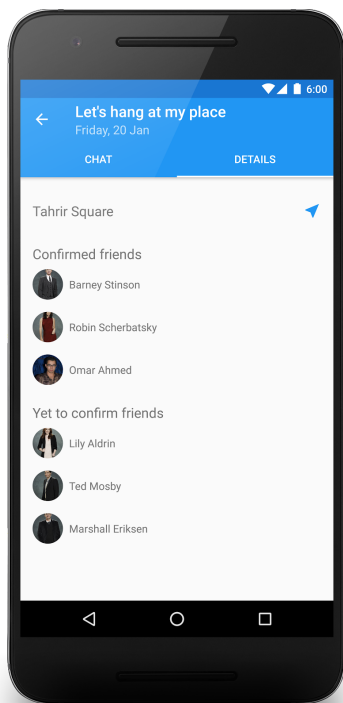 6:00
Let's hang at my place
Friday, 20 Jan
CHAT DETAILS
Tahrir Square
Confirmed friends
Barney Stinson
Robin Scherbatsky
Omar Ahmed
Yet to confirm friends
Lily Aldrin
Ted Mosby
Marshall Eriksen